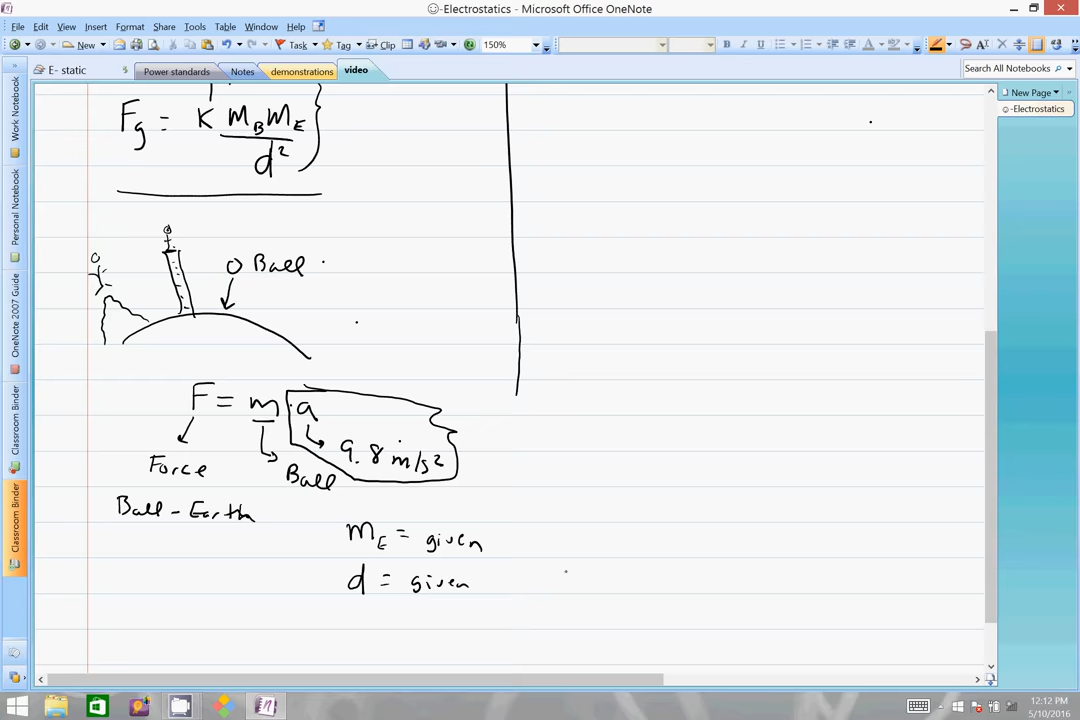 -Electrostatics - Microsoft Office OneNote
File Edit View Insert Format Share Tools Table Window Help
New Task Tag Clip 150%
Search All Notebooks
E- static Power standards Notes demonstrations video
New Page
-Electrostatics
Work Notebook
Personal Notebook
OneNote 2007 Guide
Classroom Binder
Classroom Binder
Fg = K mB mE / d²
Ball
F = m a
9.8 m/s²
Force
Ball
Ball - Earth
mE = given
d = given
12:12 PM
5/10/2016